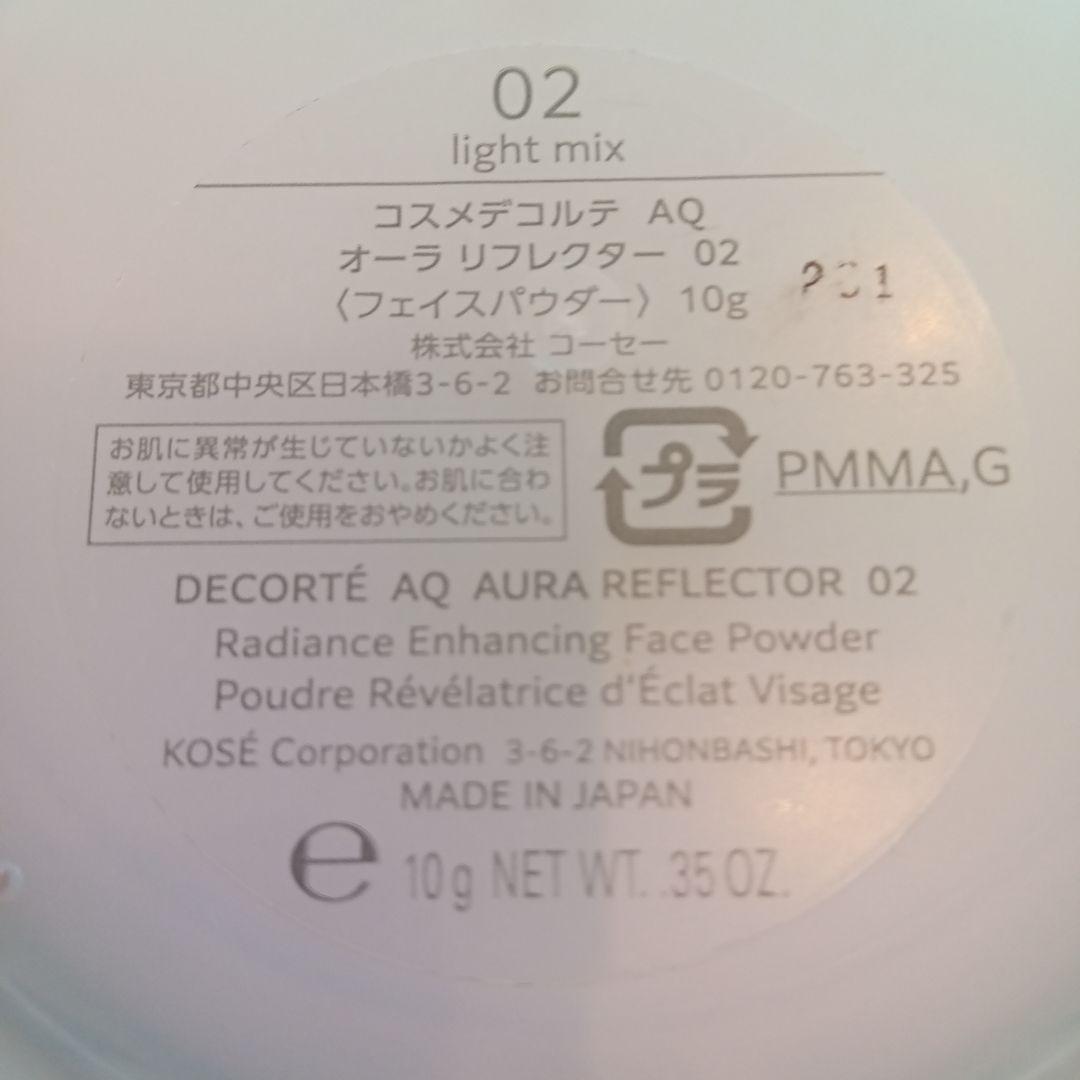 02
light mix
コスメデコルテ AQ
オーラ リフレクター 02
〈フェイスパウダー〉 10g
株式会社 コーセー
東京都中央区日本橋3-6-2 お問合せ先 0120-763-325
お肌に異常が生じていないかよく注
意して使用してください。お肌に合わ
ないときは、ご使用をおやめください。
プラ
PMMA,G
DECORTÉ AQ AURA REFLECTOR 02
Radiance Enhancing Face Powder
Poudre Révélatrice d'Éclat Visage
KOSÉ Corporation 3-6-2 NIHONBASHI, TOKYO
MADE IN JAPAN
℮ 10g NET WT. .35 OZ.